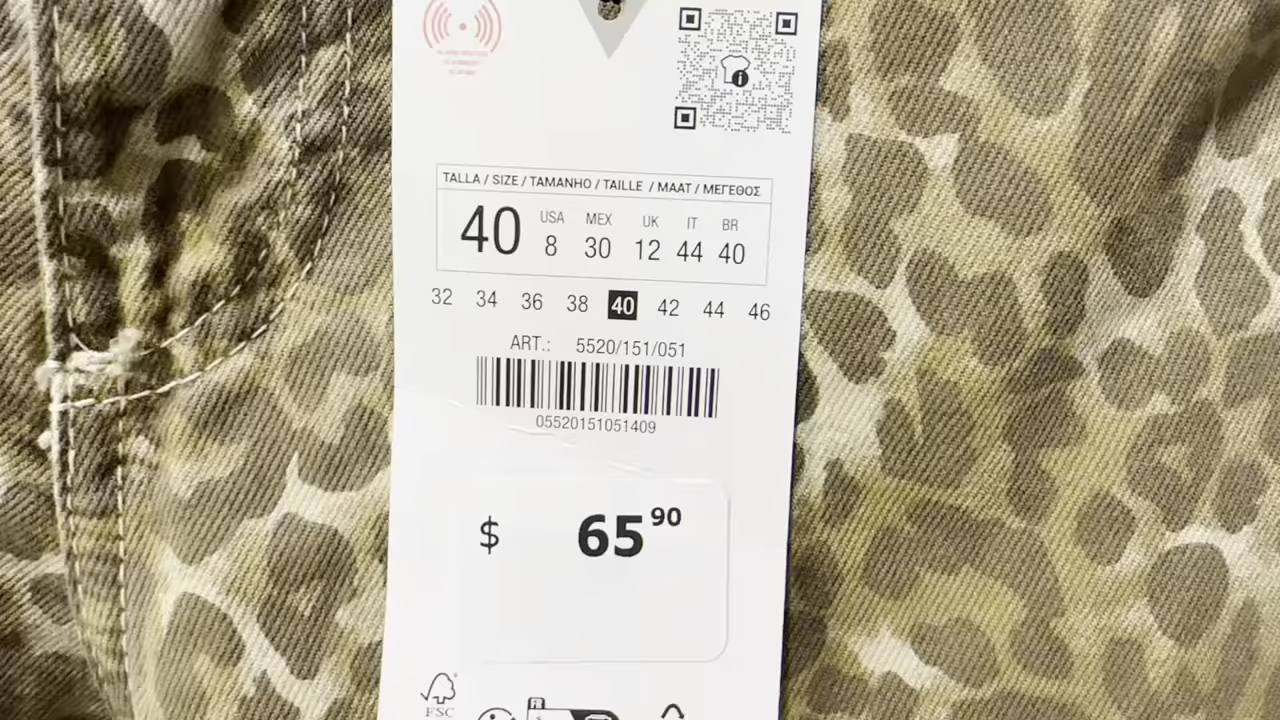 TALLA / SIZE / TAMANHO / TAILLE / MAAT / ΜΕΓΕΘΟΣ
USA MEX UK IT BR
40 8 30 12 44 40
32 34 36 38 40 42 44 46
ART.: 5520/151/051
05520151051409
$ 65 90
FSC
FR